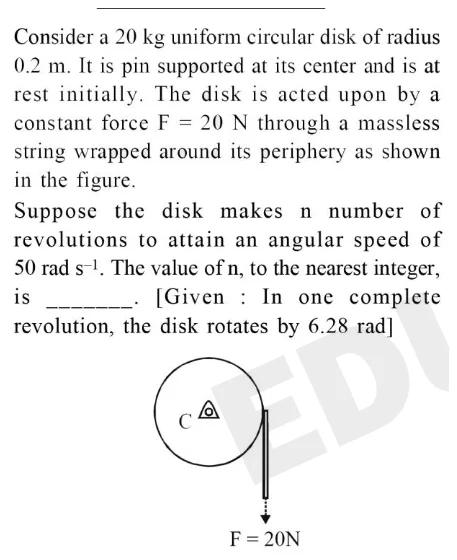 Consider a 20 kg uniform circular disk of radius
0.2 m. It is pin supported at its center and is at
rest initially. The disk is acted upon by a
constant force F = 20 N through a massless
string wrapped around its periphery as shown
in the figure.
Suppose the disk makes n number of
revolutions to attain an angular speed of
50 rad s⁻¹. The value of n, to the nearest integer,
is _______. [Given : In one complete
revolution, the disk rotates by 6.28 rad]
C
F = 20N
EDU